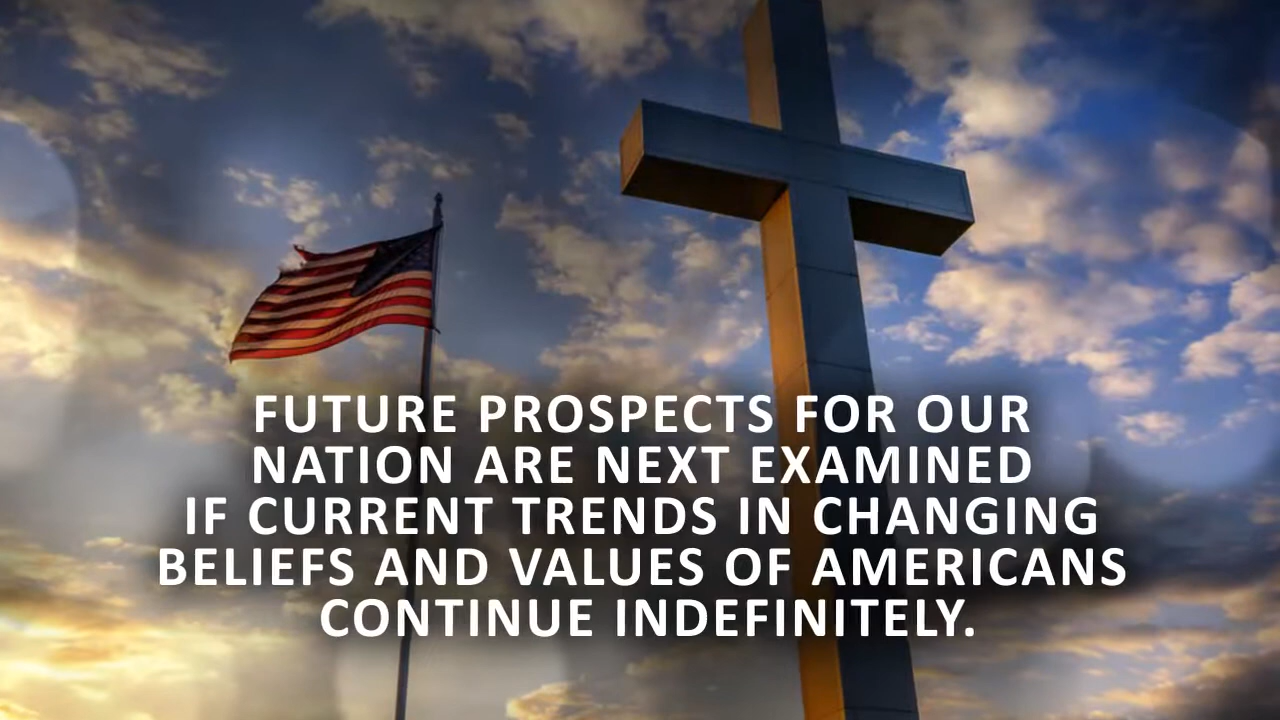 FUTURE PROSPECTS FOR OUR
NATION ARE NEXT EXAMINED
IF CURRENT TRENDS IN CHANGING
BELIEFS AND VALUES OF AMERICANS
CONTINUE INDEFINITELY.